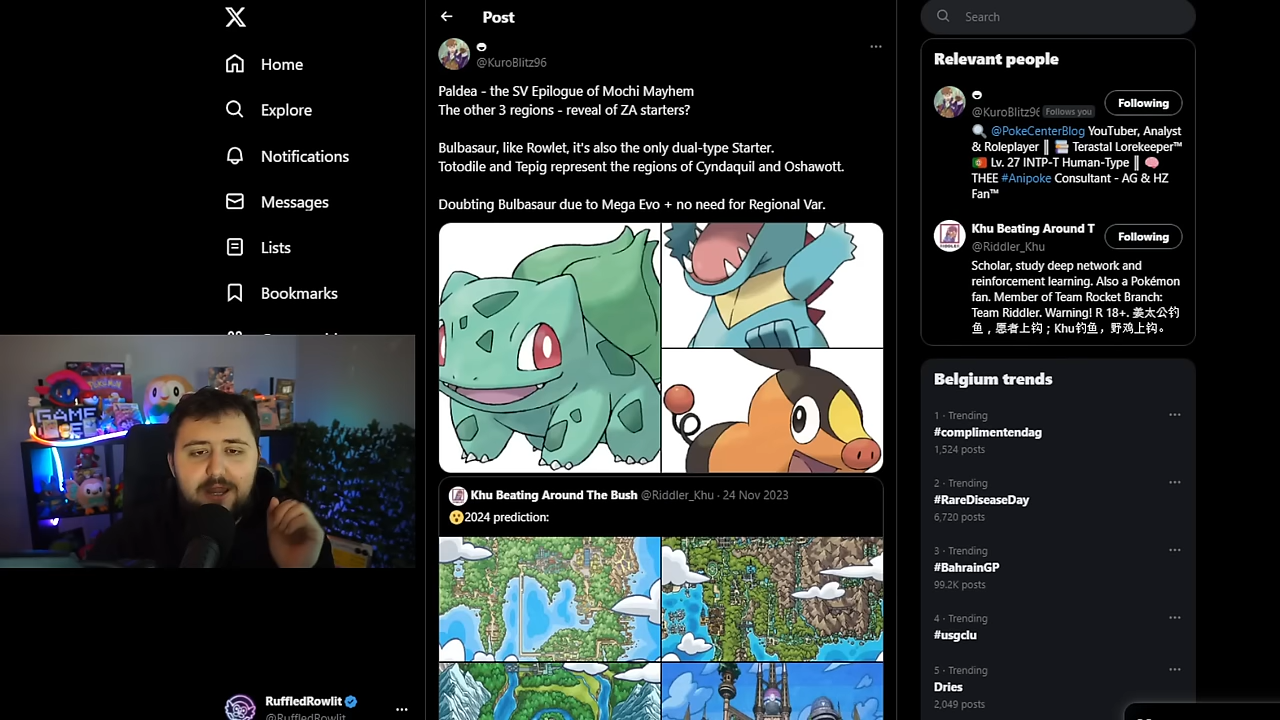 Home
Explore
Notifications
Messages
Lists
Bookmarks
GAME
RuffledRowlit
@RuffledRowlit
Post
@KuroBlitz96
Paldea - the SV Epilogue of Mochi Mayhem
The other 3 regions - reveal of ZA starters?
Bulbasaur, like Rowlet, it's also the only dual-type Starter.
Totodile and Tepig represent the regions of Cyndaquil and Oshawott.
Doubting Bulbasaur due to Mega Evo + no need for Regional Var.
Khu Beating Around The Bush @Riddler_Khu · 24 Nov 2023
😮2024 prediction:
Search
Relevant people
@KuroBlitz96 Follows you
Following
🔍 @PokeCenterBlog YouTuber, Analyst
& Roleplayer ‖ 📚 Terastal Lorekeeper™
🇵🇹 Lv. 27 INTP-T Human-Type ‖ 🧠
THEE #Anipoke Consultant - AG & HZ
Fan™
Khu Beating Around T
@Riddler_Khu
Following
Scholar, study deep network and
reinforcement learning. Also a Pokémon
fan. Member of Team Rocket Branch:
Team Riddler. Warning! R 18+. 姜太公钓
鱼，愿者上钩；Khu钓鱼，野鸡上钩。
Belgium trends
1 · Trending
#complimentendag
1,524 posts
2 · Trending
#RareDiseaseDay
6,720 posts
3 · Trending
#BahrainGP
99.2K posts
4 · Trending
#usgclu
5 · Trending
Dries
2,049 posts